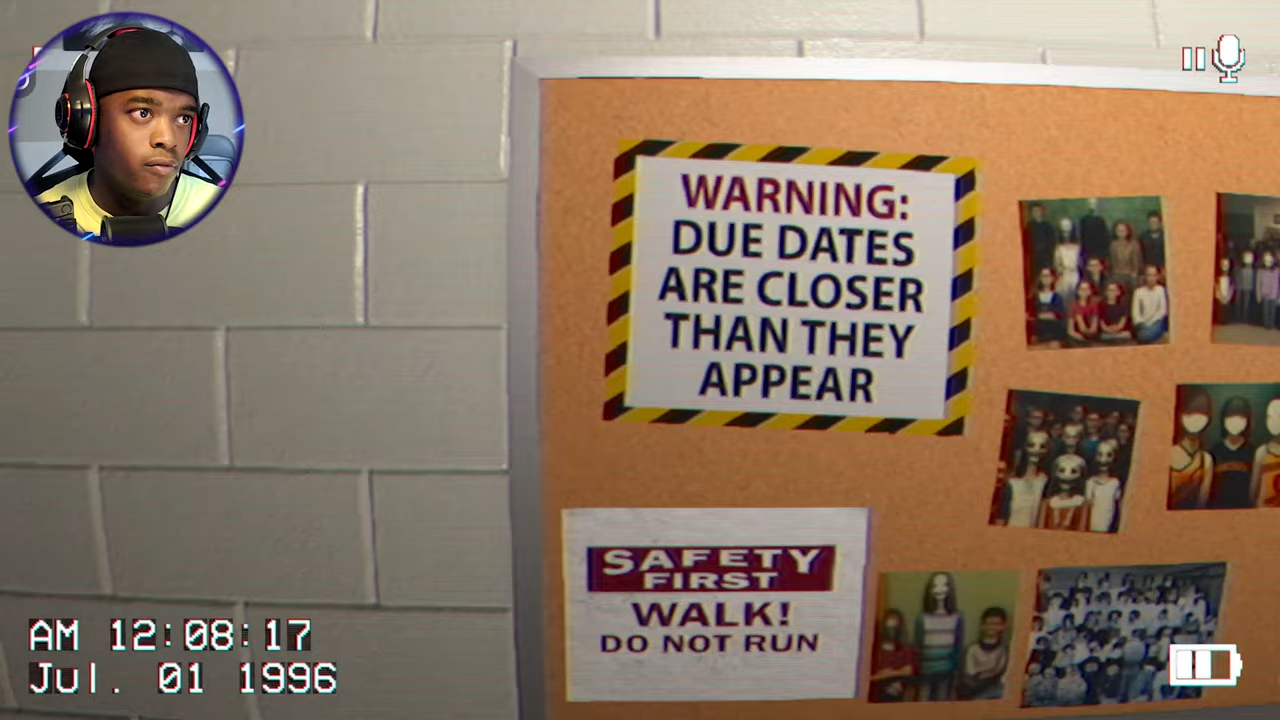 WARNING:
DUE DATES
ARE CLOSER
THAN THEY
APPEAR
SAFETY
FIRST
WALK!
DO NOT RUN
AM 12:08:17
Jul. 01 1996